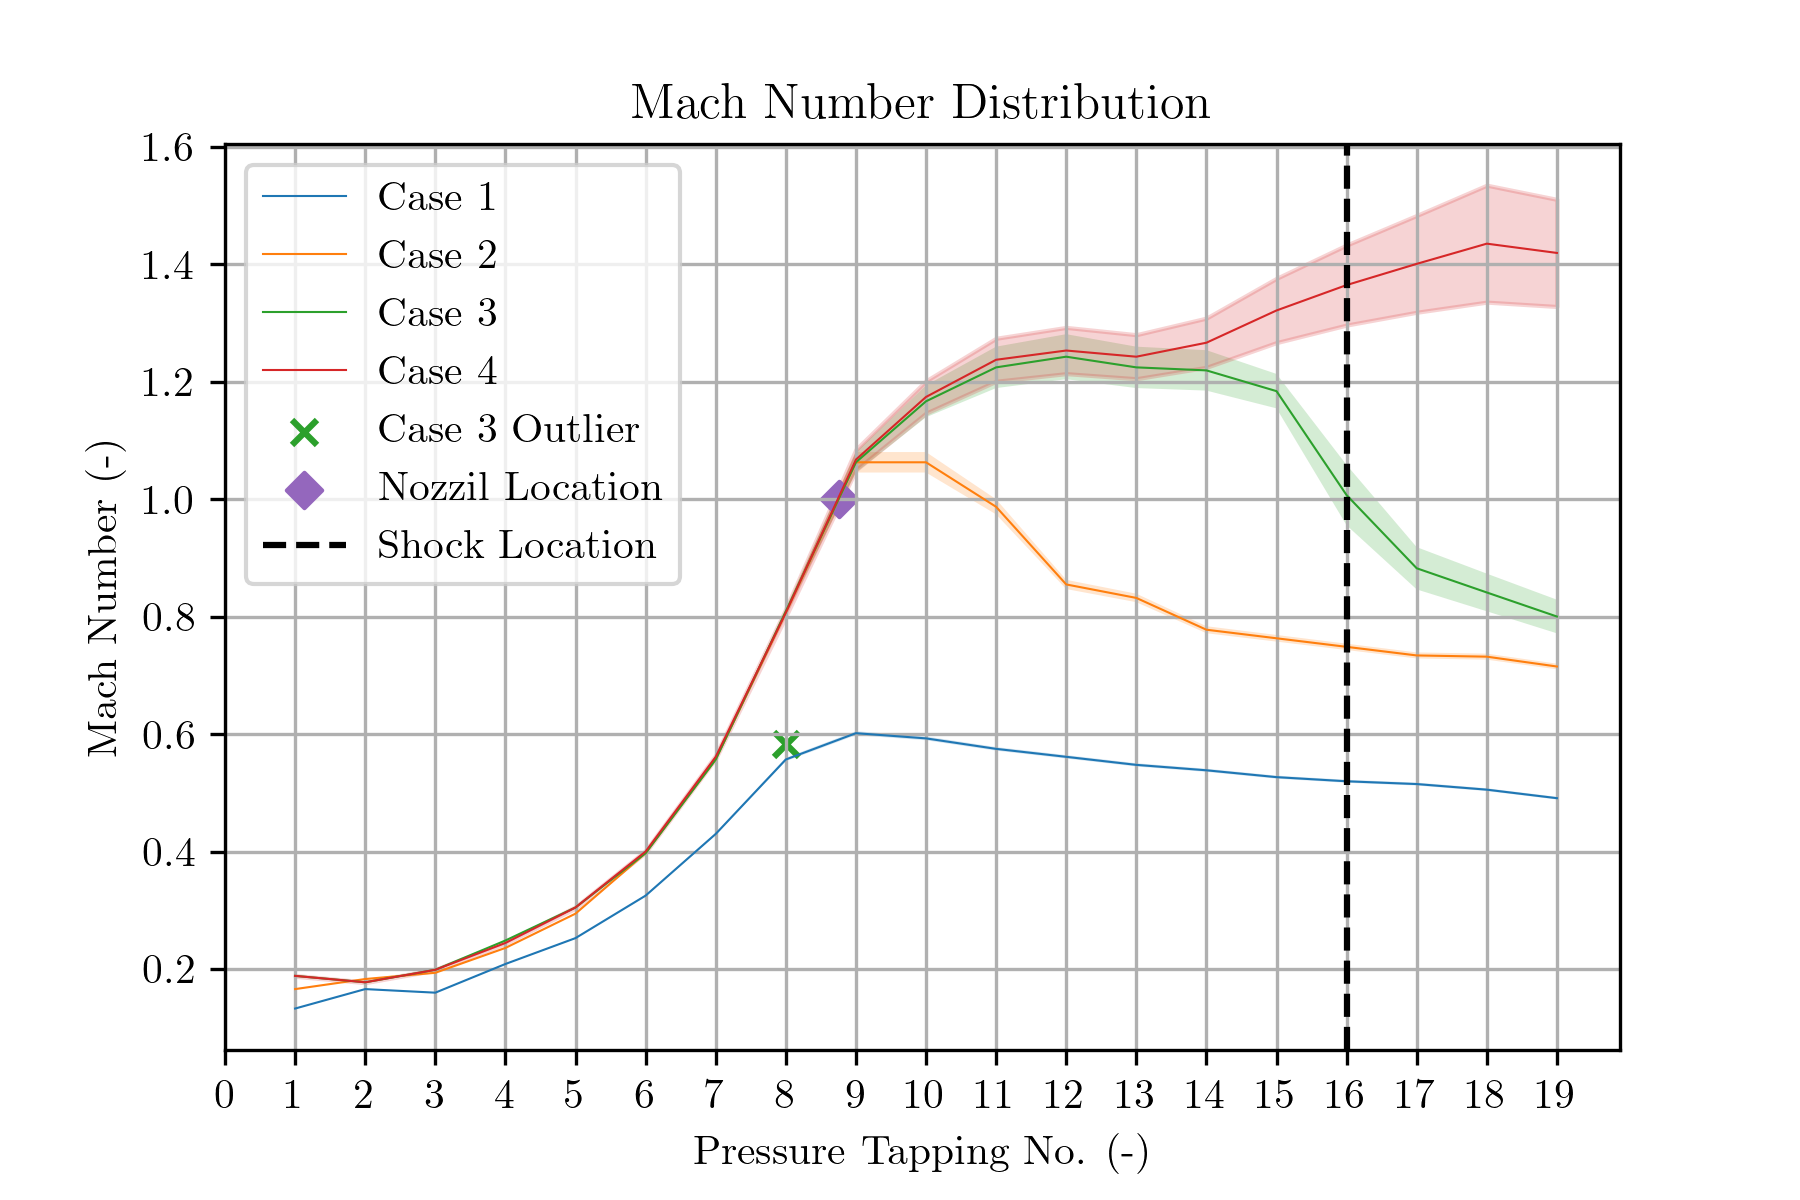 Mach Number Distribution
Mach Number (-)
1.6
1.4
1.2
1.0
0.8
0.6
0.4
0.2
Case 1
Case 2
Case 3
Case 4
Case 3 Outlier
Nozzil Location
Shock Location
0 1 2 3 4 5 6 7 8 9 10 11 12 13 14 15 16 17 18 19
Pressure Tapping No. (-)